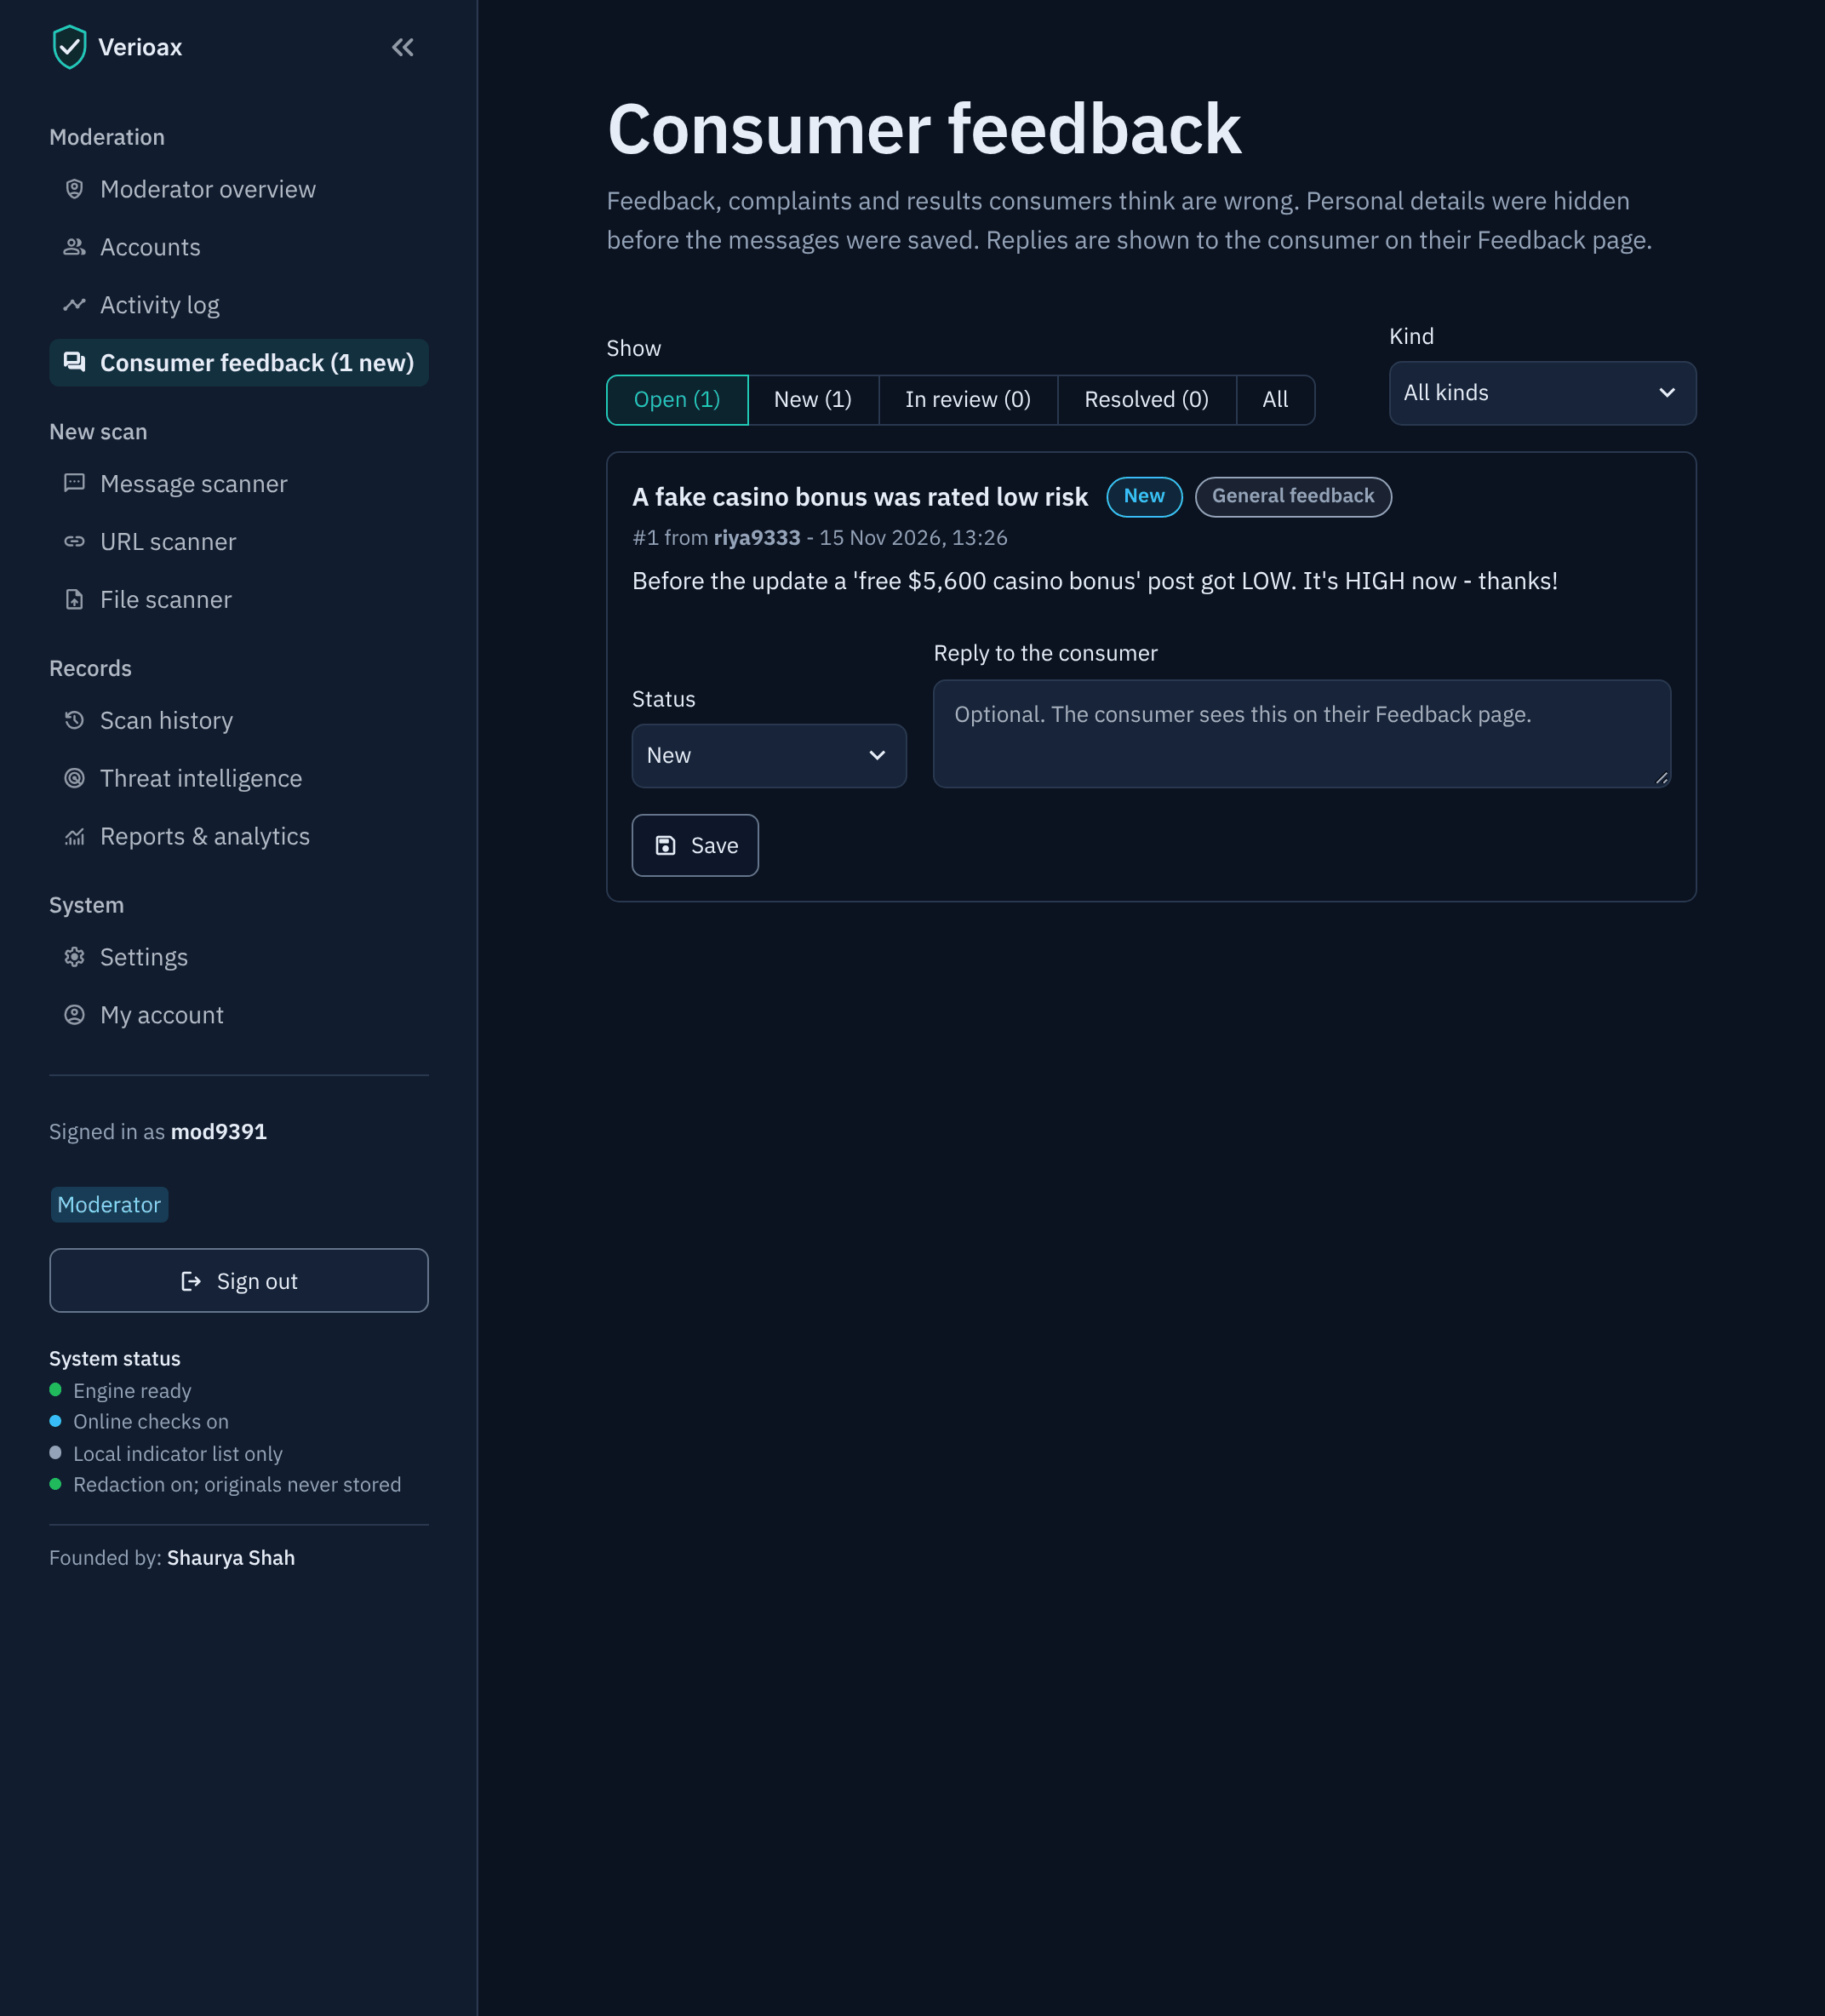 Verioax
Moderation
Moderator overview
Accounts
Activity log
Consumer feedback (1 new)
New scan
Message scanner
URL scanner
File scanner
Records
Scan history
Threat intelligence
Reports & analytics
System
Settings
My account
Signed in as mod9391
Moderator
Sign out
System status
Engine ready
Online checks on
Local indicator list only
Redaction on; originals never stored
Founded by: Shaurya Shah
Consumer feedback
Feedback, complaints and results consumers think are wrong. Personal details were hidden
before the messages were saved. Replies are shown to the consumer on their Feedback page.
Show
Open (1) New (1) In review (0) Resolved (0) All
Kind
All kinds
A fake casino bonus was rated low risk New General feedback
#1 from riya9333 - 15 Nov 2026, 13:26
Before the update a 'free $5,600 casino bonus' post got LOW. It's HIGH now - thanks!
Status
New
Reply to the consumer
Optional. The consumer sees this on their Feedback page.
Save